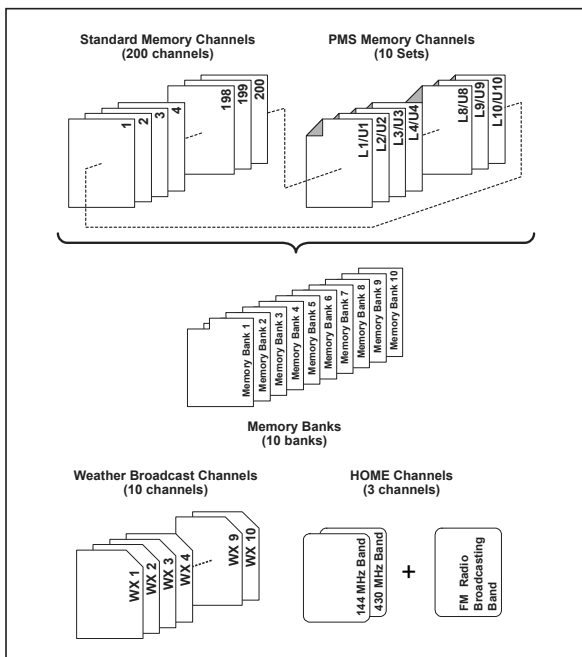 Standard Memory Channels
(200 channels)
PMS Memory Channels
(10 Sets)
1
2
3
4
198
199
200
L1/U1
L2/U2
L3/U3
L4/U4
L8/U8
L9/U9
L10/U10
Memory Bank 1
Memory Bank 2
Memory Bank 3
Memory Bank 4
Memory Bank 5
Memory Bank 6
Memory Bank 7
Memory Bank 8
Memory Bank 9
Memory Bank 10
Memory Banks
(10 banks)
Weather Broadcast Channels
(10 channels)
HOME Channels
(3 channels)
WX 1
WX 2
WX 3
WX 4
WX 9
WX 10
144 MHz Band
430 MHz Band
+
FM Radio
Broadcasting
Band